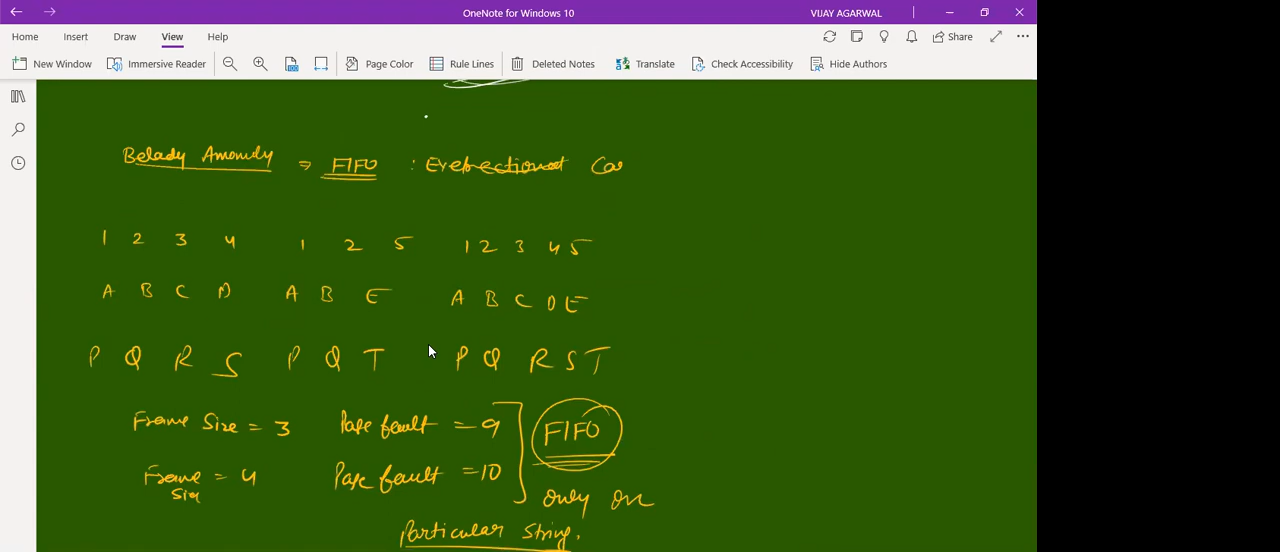 OneNote for Windows 10
VIJAY AGARWAL
Home Insert Draw View Help
Share
New Window Immersive Reader Page Color Rule Lines Deleted Notes Translate Check Accessibility Hide Authors
Belady Anomoly ⇒ FIFO : Cas
1 2 3 4 1 2 5 1 2 3 4 5
A B C D A B E A B C D E
P Q R S P Q T P Q R S T
Frame Size = 3 Page fault = 9
FIFO
Frame Size = 4 Page fault = 10
only on
particular string.